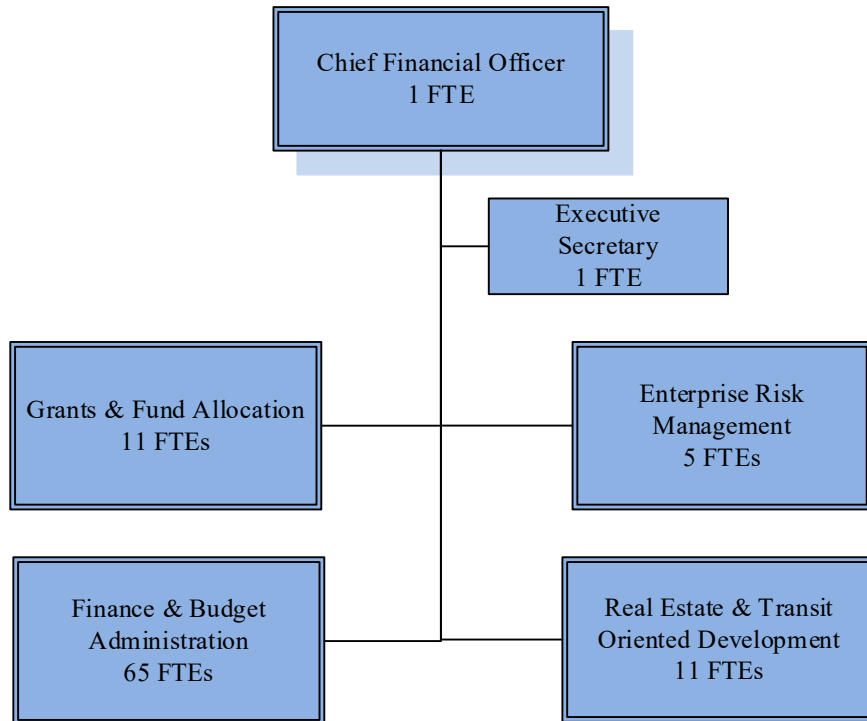 Chief Financial Officer
1 FTE
Executive
Secretary
1 FTE
Grants & Fund Allocation
11 FTEs
Enterprise Risk
Management
5 FTEs
Finance & Budget
Administration
65 FTEs
Real Estate & Transit
Oriented Development
11 FTEs